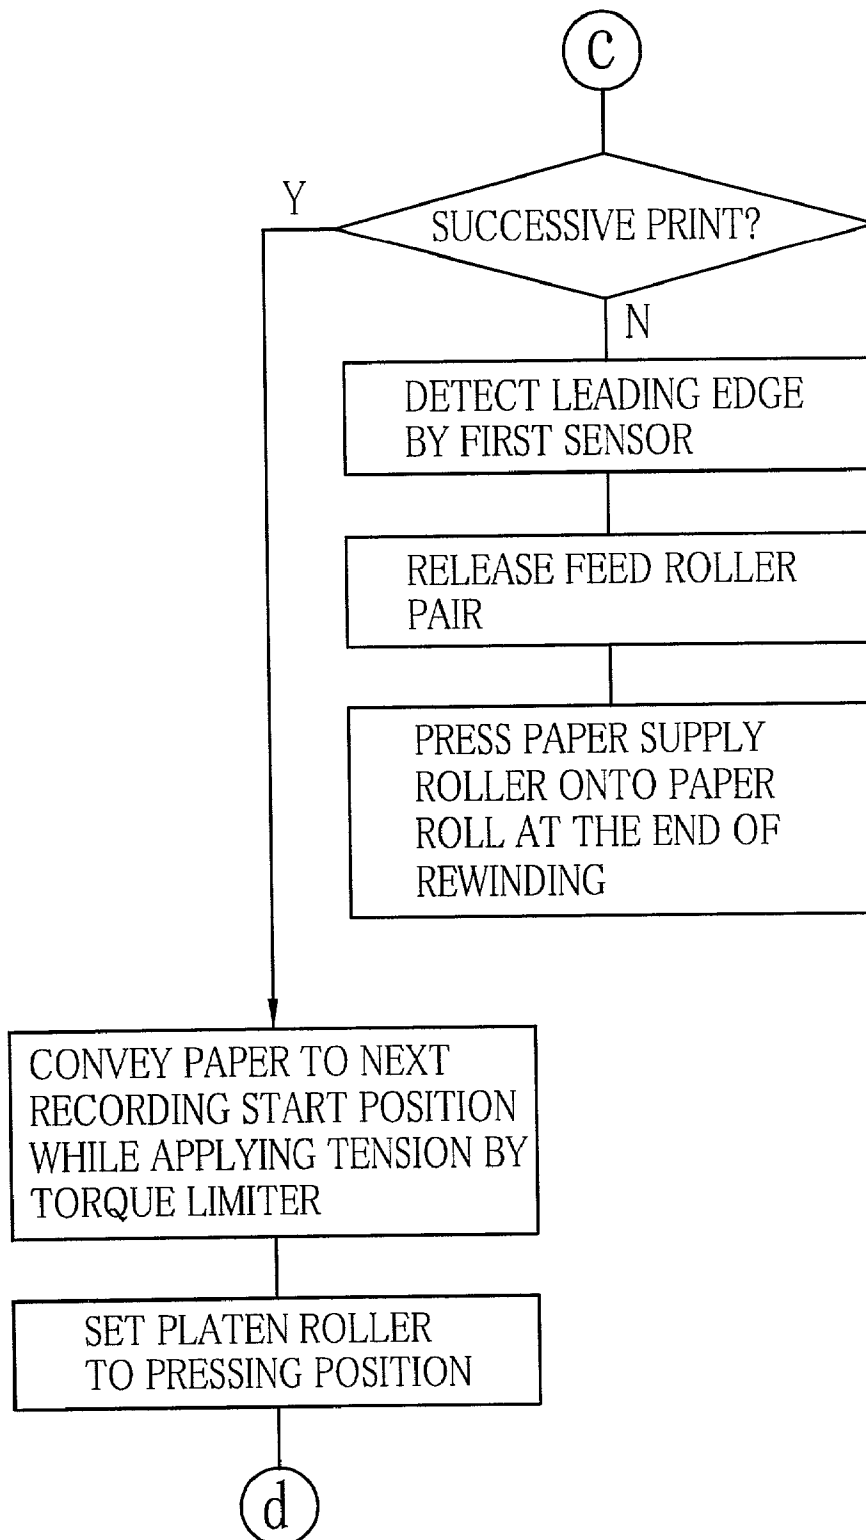 C
Y
SUCCESSIVE PRINT?
N
DETECT LEADING EDGE
BY FIRST SENSOR
RELEASE FEED ROLLER
PAIR
PRESS PAPER SUPPLY
ROLLER ONTO PAPER
ROLL AT THE END OF
REWINDING
CONVEY PAPER TO NEXT
RECORDING START POSITION
WHILE APPLYING TENSION BY
TORQUE LIMITER
SET PLATEN ROLLER
TO PRESSING POSITION
d